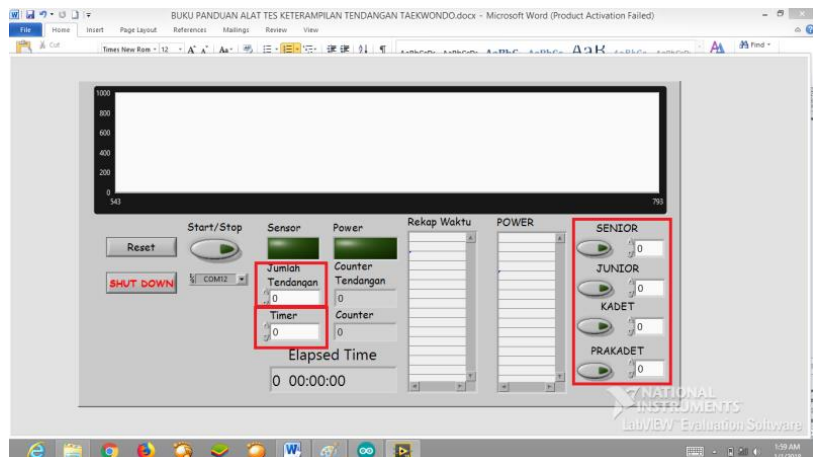 BUKU PANDUAN ALAT TES KETERAMPILAN TENDANGAN TAEKWONDO.docx - Microsoft Word (Product Activation Failed)
File Home Insert Page Layout References Mailings Review View
Cut Times New Rom 12 Find
1000
800
600
400
200
0
543 793
Start/Stop Sensor Power Rekap Waktu POWER SENIOR
Reset 0
JUNIOR
SHUT DOWN COM12 Jumlah Tendangan Counter Tendangan 0
0 0 KADET
Timer Counter 0
0 0 PRAKADET
Elapsed Time 0
0 00:00:00
NATIONAL
INSTRUMENTS
LabVIEW Evaluation Software
1:59 AM